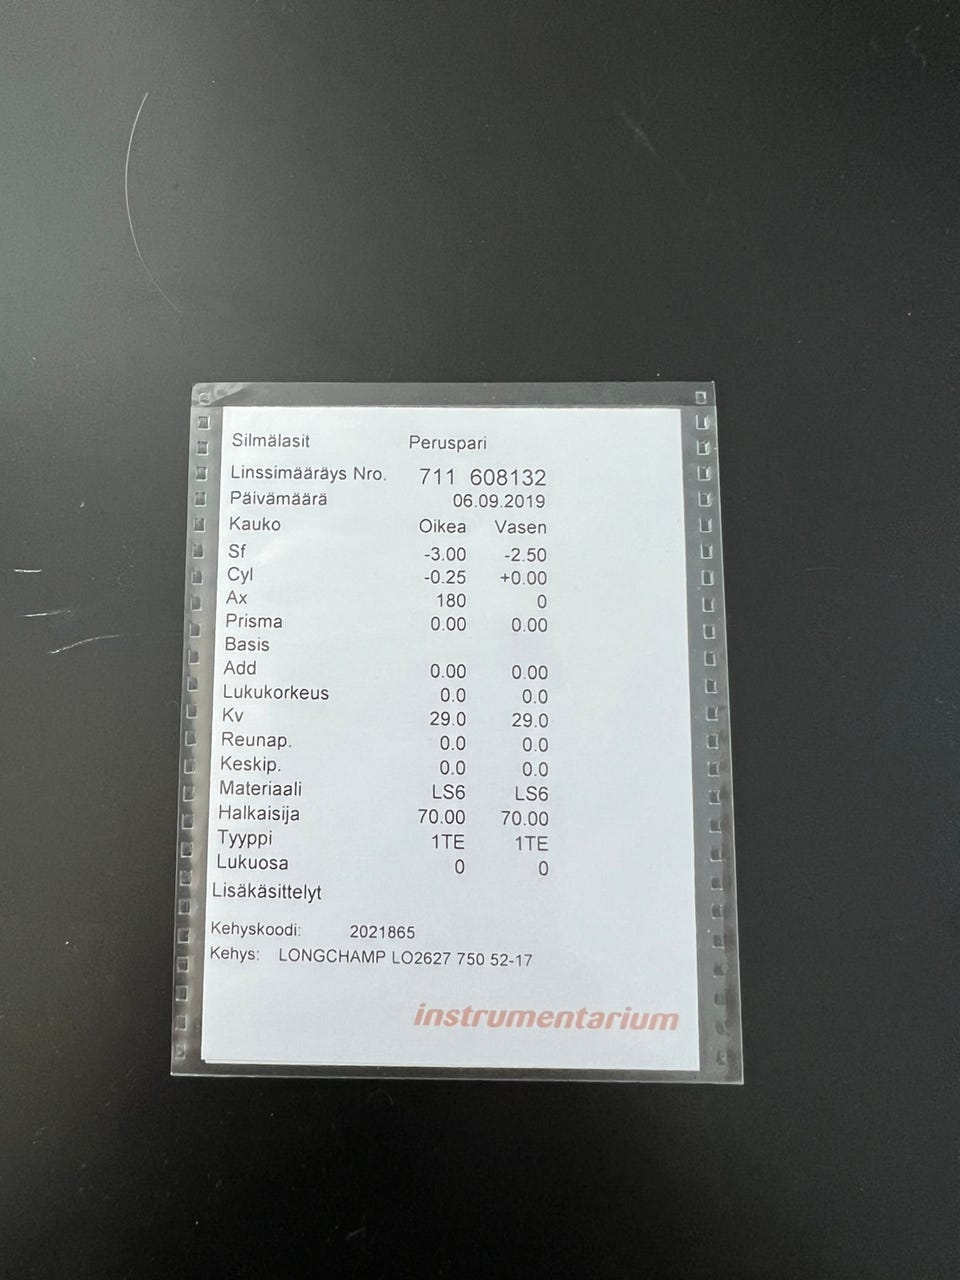 Silmälasit Peruspari
Linssimääräys Nro. 711 608132
Päivämäärä 06.09.2019
Kauko Oikea Vasen
Sf -3.00 -2.50
Cyl -0.25 +0.00
Ax 180 0
Prisma 0.00 0.00
Basis
Add 0.00 0.00
Lukukorkeus 0.0 0.0
Kv 29.0 29.0
Reunap. 0.0 0.0
Keskip. 0.0 0.0
Materiaali LS6 LS6
Halkaisija 70.00 70.00
Tyyppi 1TE 1TE
Lukuosa 0 0
Lisäkäsittelyt
Kehyskoodi: 2021865
Kehys: LONGCHAMP LO2627 750 52-17
instrumentarium